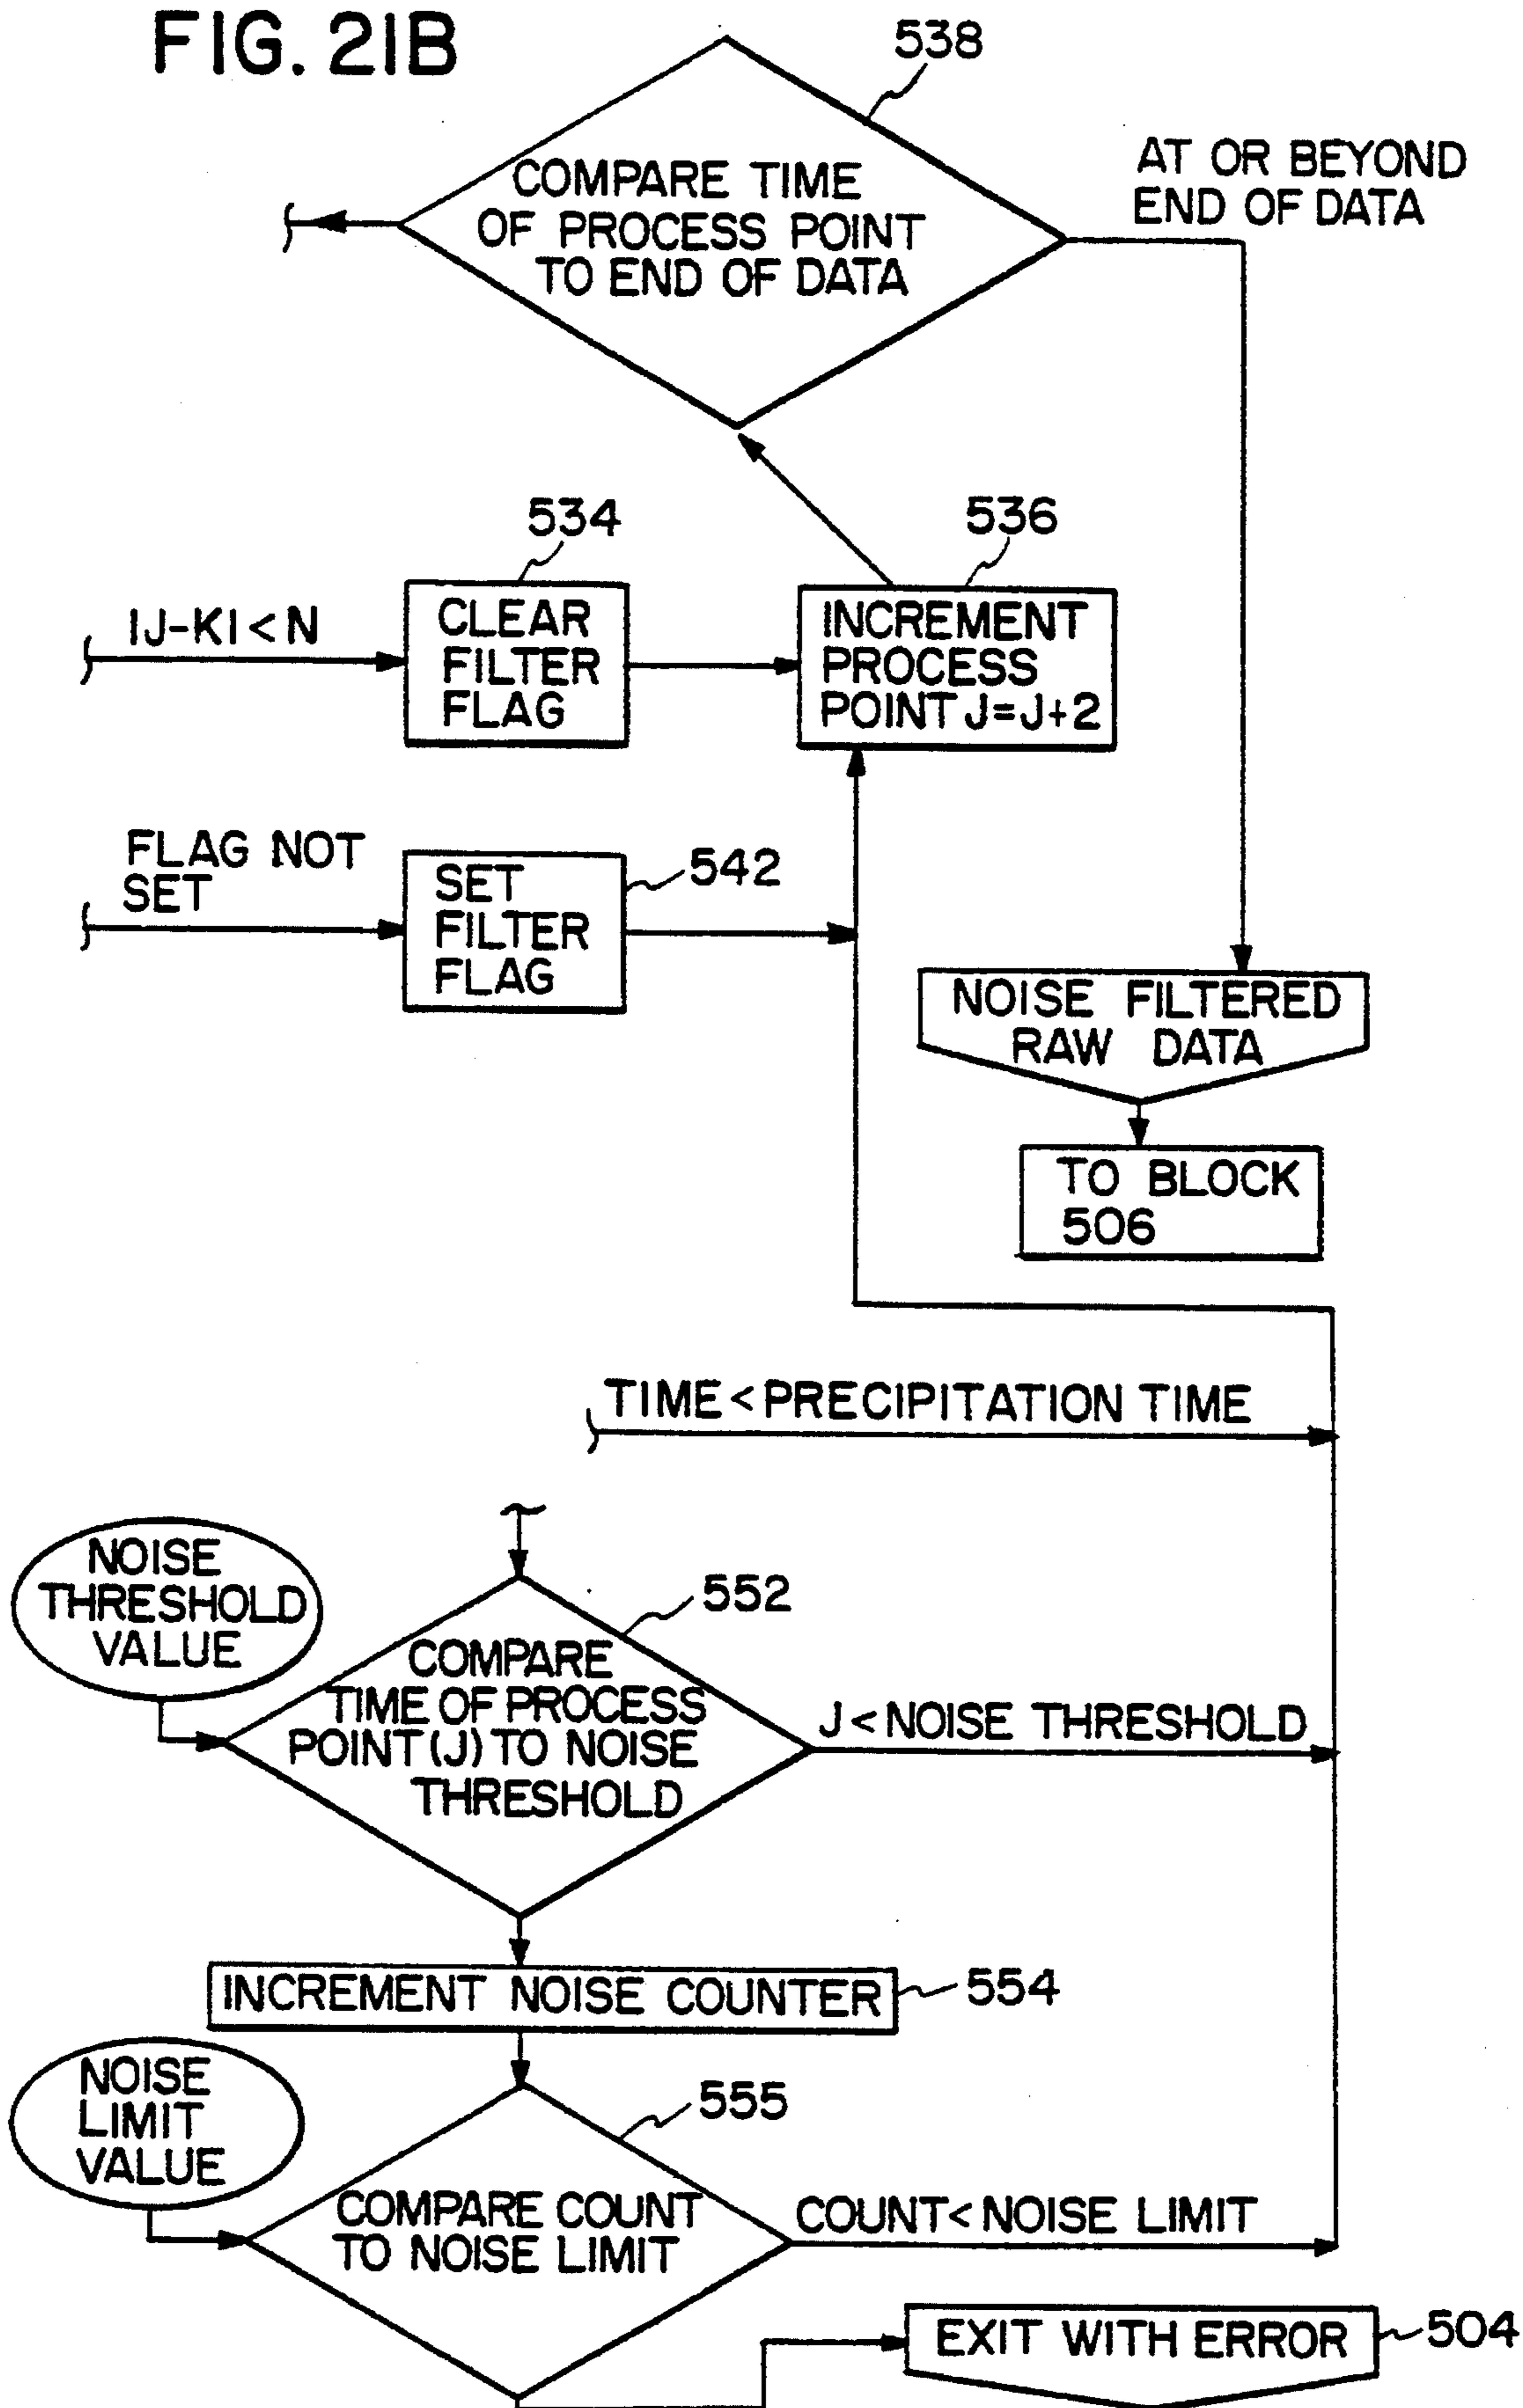 FIG. 21B
538
COMPARE TIME
OF PROCESS POINT
TO END OF DATA
AT OR BEYOND
END OF DATA
534
536
IJ-KI<N
CLEAR
FILTER
FLAG
INCREMENT
PROCESS
POINT J=J+2
FLAG NOT
SET
SET
FILTER
FLAG
542
NOISE FILTERED
RAW DATA
TO BLOCK
506
TIME<PRECIPITATION TIME
NOISE
THRESHOLD
VALUE
552
COMPARE
TIME OF PROCESS
POINT(J) TO NOISE
THRESHOLD
J<NOISE THRESHOLD
INCREMENT NOISE COUNTER
554
NOISE
LIMIT
VALUE
555
COMPARE COUNT
TO NOISE LIMIT
COUNT<NOISE LIMIT
EXIT WITH ERROR
504